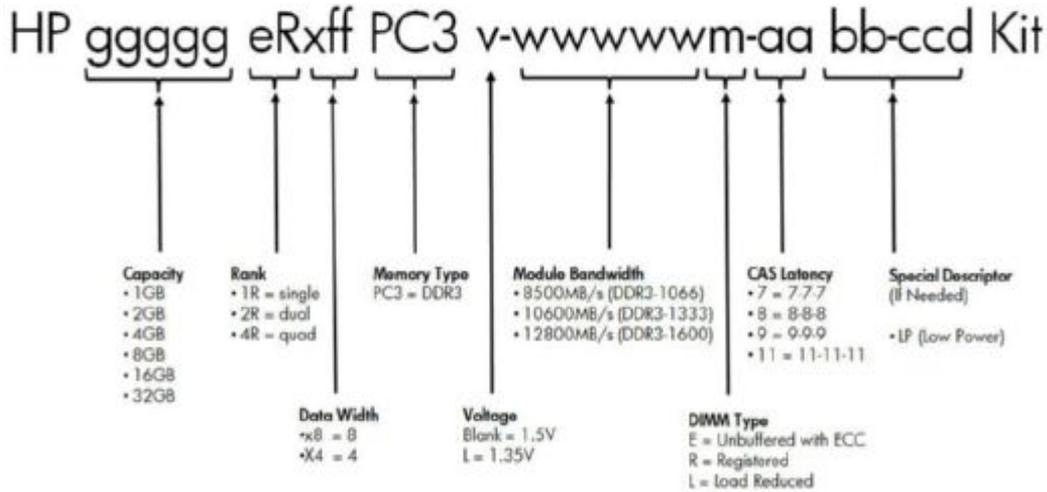 HP ggggg eRxff PC3 v-wwwwwm-aa bb-ccd Kit
Capacity
• 1GB
• 2GB
• 4GB
• 8GB
• 16GB
• 32GB
Rank
• 1R = single
• 2R = dual
• 4R = quad
Memory Type
PC3 = DDR3
Module Bandwidth
• 8500MB/s (DDR3-1066)
• 10600MB/s (DDR3-1333)
• 12800MB/s (DDR3-1600)
CAS Latency
• 7 = 7-7-7
• 8 = 8-8-8
• 9 = 9-9-9
• 11 = 11-11-11
Special Descriptor
(If Needed)
• LP (Low Power)
Data Width
•x8 = 8
•X4 = 4
Voltage
Blank = 1.5V
L = 1.35V
DIMM Type
E = Unbuffered with ECC
R = Registered
L = Load Reduced